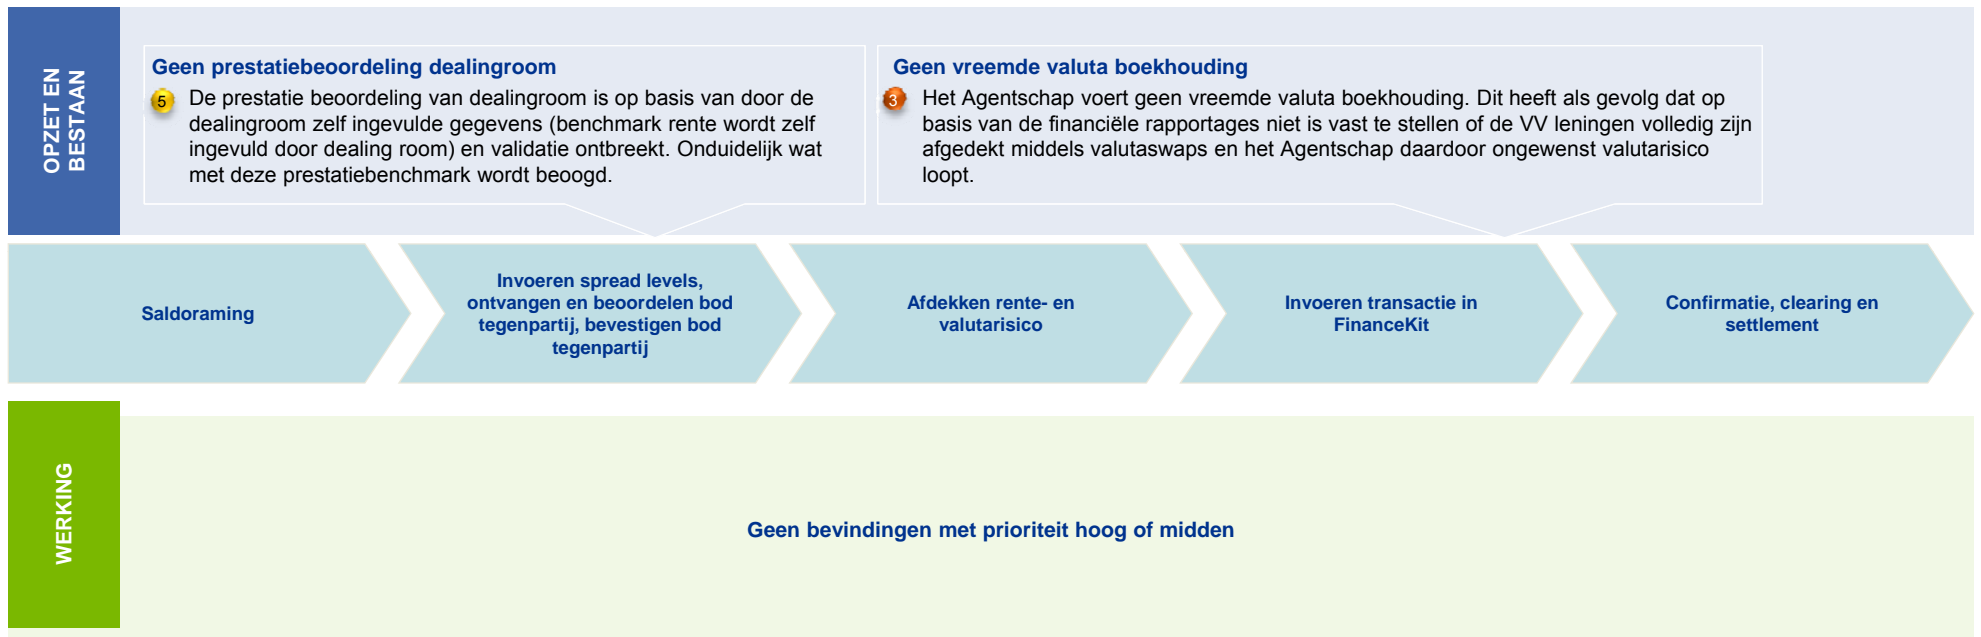 OPZET EN
BESTAAN
Geen prestatiebeoordeling dealingroom
5 De prestatie beoordeling van dealingroom is op basis van door de
dealingroom zelf ingevulde gegevens (benchmark rente wordt zelf
ingevuld door dealing room) en validatie ontbreekt. Onduidelijk wat
met deze prestatiebenchmark wordt beoogd.
Geen vreemde valuta boekhouding
3 Het Agentschap voert geen vreemde valuta boekhouding. Dit heeft als gevolg dat op
basis van de financiële rapportages niet is vast te stellen of de VV leningen volledig zijn
afgedekt middels valutaswaps en het Agentschap daardoor ongewenst valutarisico
loopt.
Saldoraming
Invoeren spread levels,
ontvangen en beoordelen bod
tegenpartij, bevestigen bod
tegenpartij
Afdekken rente- en
valutarisico
Invoeren transactie in
FinanceKit
Confirmatie, clearing en
settlement
WERKING
Geen bevindingen met prioriteit hoog of midden